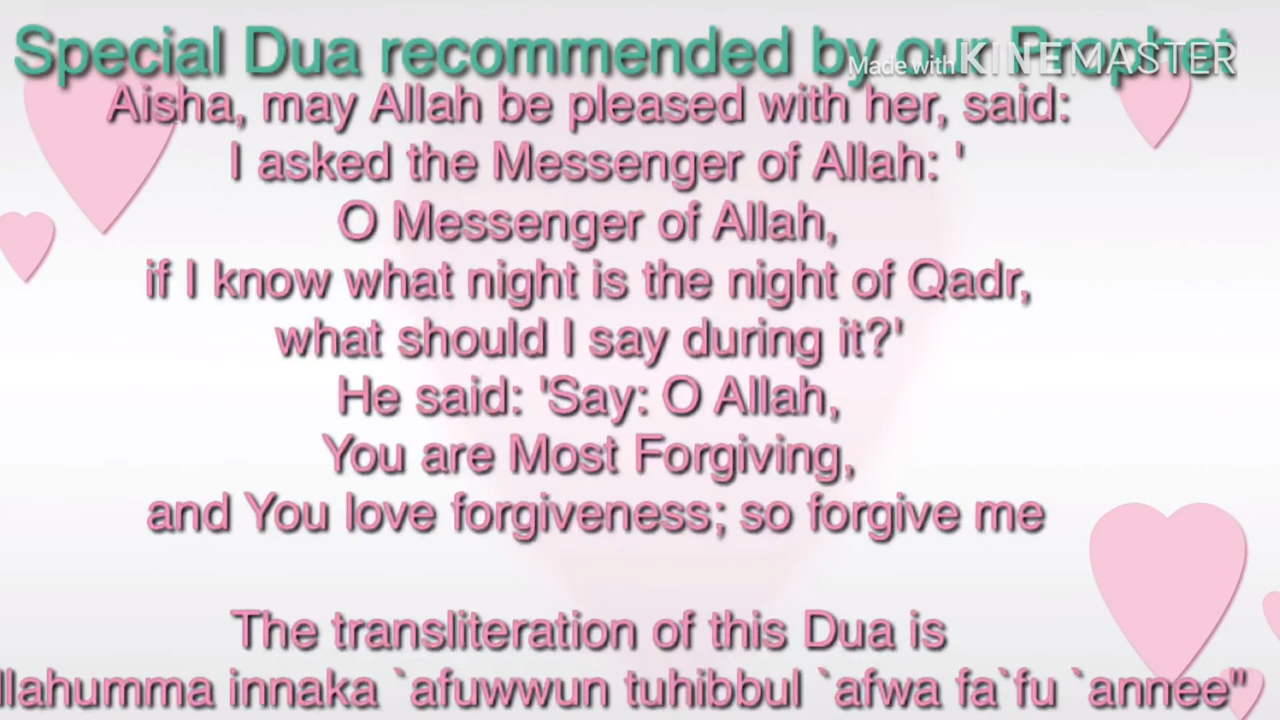 Special Dua recommended by our Prophet
Made with KINEMASTER
Aisha, may Allah be pleased with her, said:
I asked the Messenger of Allah: '
O Messenger of Allah,
if I know what night is the night of Qadr,
what should I say during it?'
He said: 'Say: O Allah,
You are Most Forgiving,
and You love forgiveness; so forgive me
The transliteration of this Dua is
llahumma innaka `afuwwun tuhibbul `afwa fa`fu `annee"